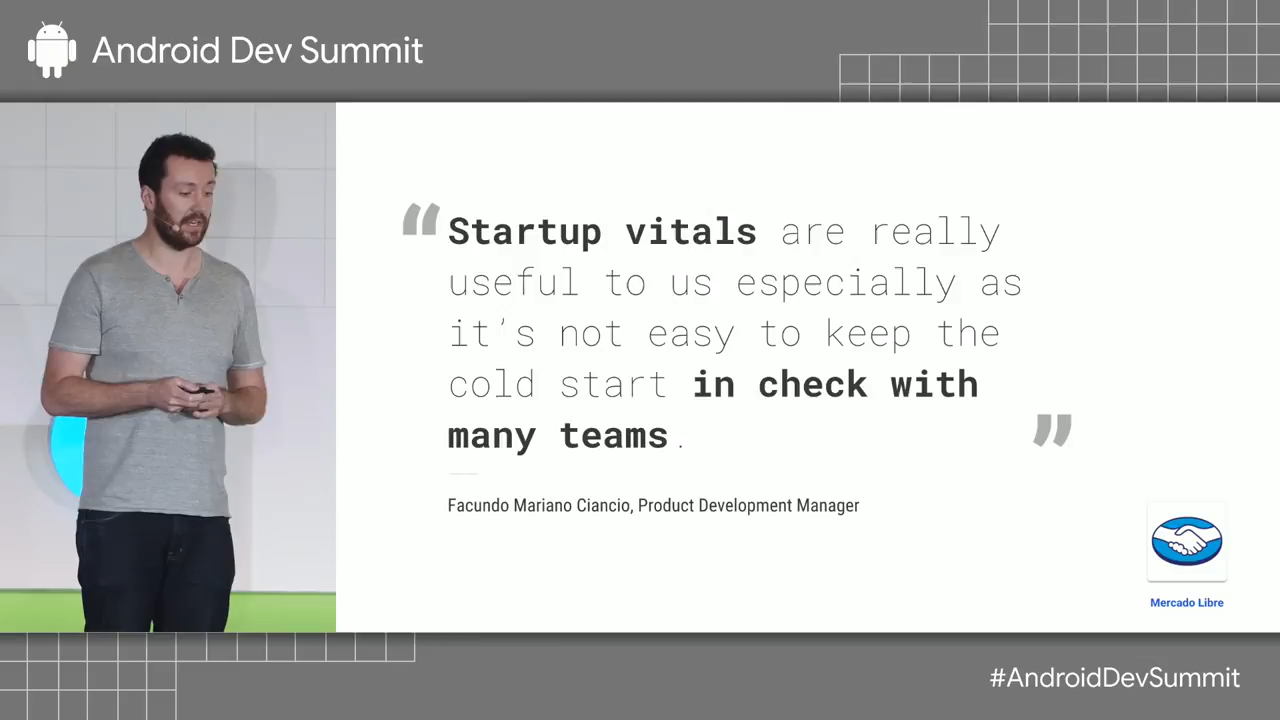 Android Dev Summit
“Startup vitals are really
useful to us especially as
it's not easy to keep the
cold start in check with
many teams.”
Facundo Mariano Ciancio, Product Development Manager
Mercado Libre
#AndroidDevSummit